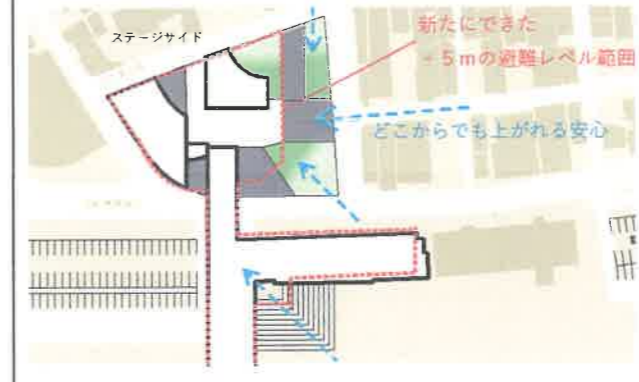 ステージサイド
新たにできた
+５ｍの避難レベル範囲
どこからでも上がれる安心